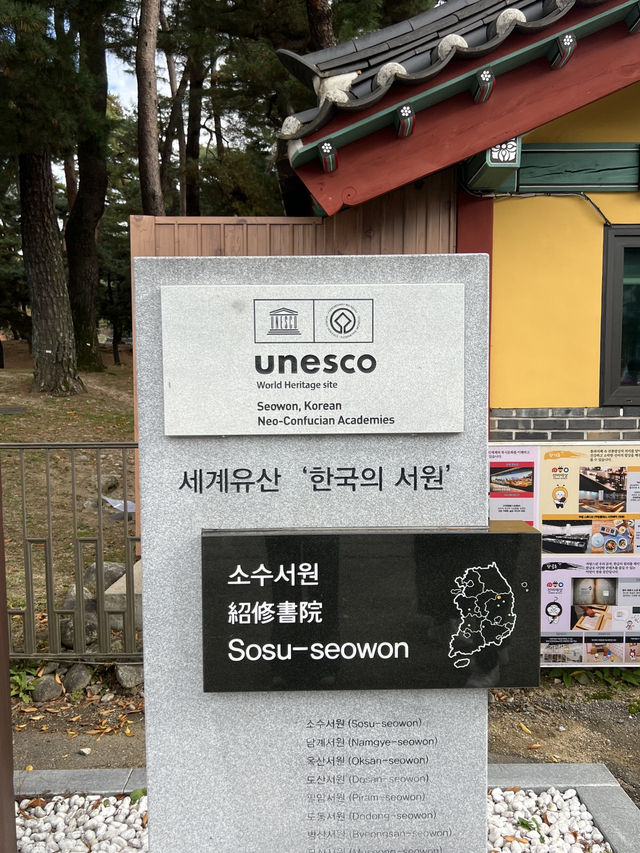 unesco
World Heritage site
Seowon, Korean
Neo-Confucian Academies
세계유산 ‘한국의 서원’
소수서원
紹修書院
Sosu-seowon
소수서원 (Sosu-seowon)
남계서원 (Namgye-seowon)
옥산서원 (Oksan-seowon)
도산서원 (Dosan-seowon)
필암서원 (Piram-seowon)
도동서원 (Dodong-seowon)
병산서원 (Byeongsan-seowon)